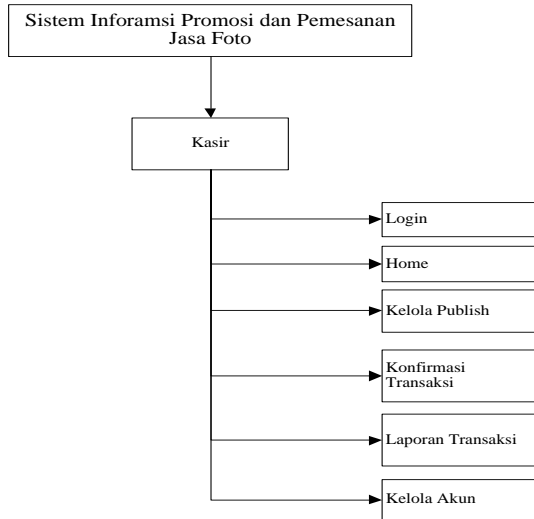 Sistem Inforamsi Promosi dan Pemesanan
Jasa Foto
Kasir
Login
Home
Kelola Publish
Konfirmasi
Transaksi
Laporan Transaksi
Kelola Akun